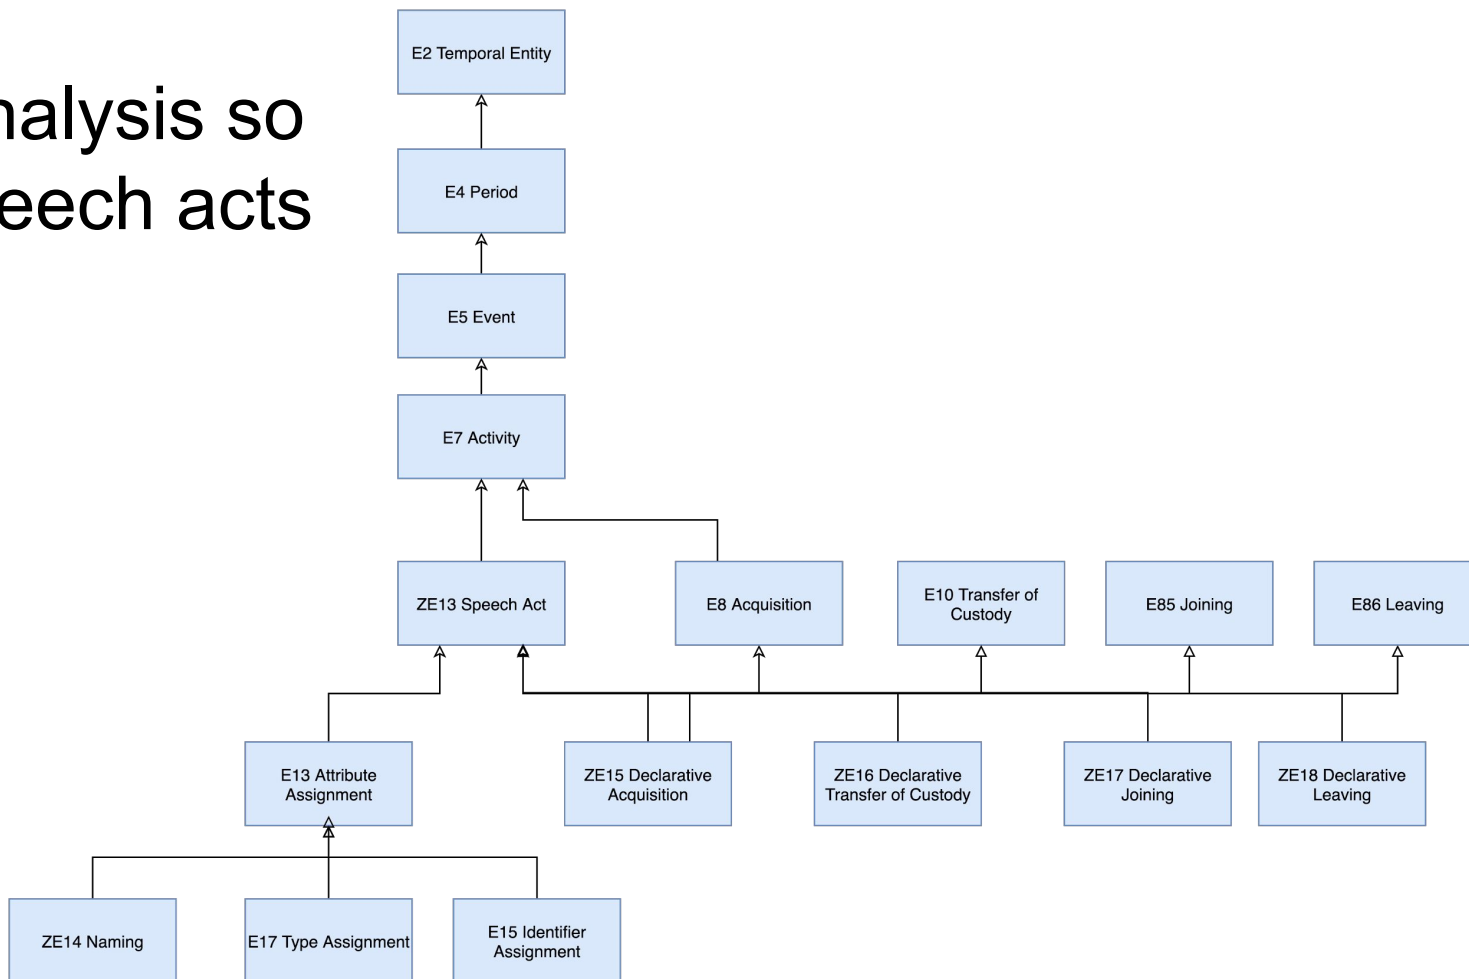 E2 Temporal Entity
nalysis so
eech acts
E4 Period
E5 Event
E7 Activity
ZE13 Speech Act
E8 Acquisition
E10 Transfer of
Custody
E85 Joining
E86 Leaving
E13 Attribute
Assignment
ZE15 Declarative
Acquisition
ZE16 Declarative
Transfer of Custody
ZE17 Declarative
Joining
ZE18 Declarative
Leaving
ZE14 Naming
E17 Type Assignment
E15 Identifier
Assignment